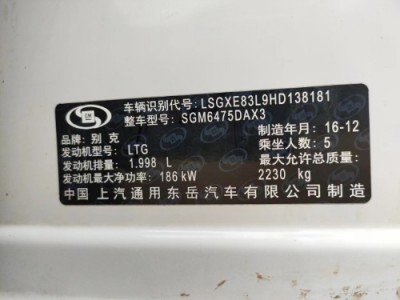 车辆识别代号: LSGXE83L9HD138181
整车型号: SGM6475DAX3
品牌: 别克 制造年月: 16-12
发动机型号: LTG 乘坐人数: 5
发动机排量: 1.998 L 最大允许总质量:
发动机最大净功率: 186 kW 2230 kg
中国 上汽通用东岳汽车有限公司制造